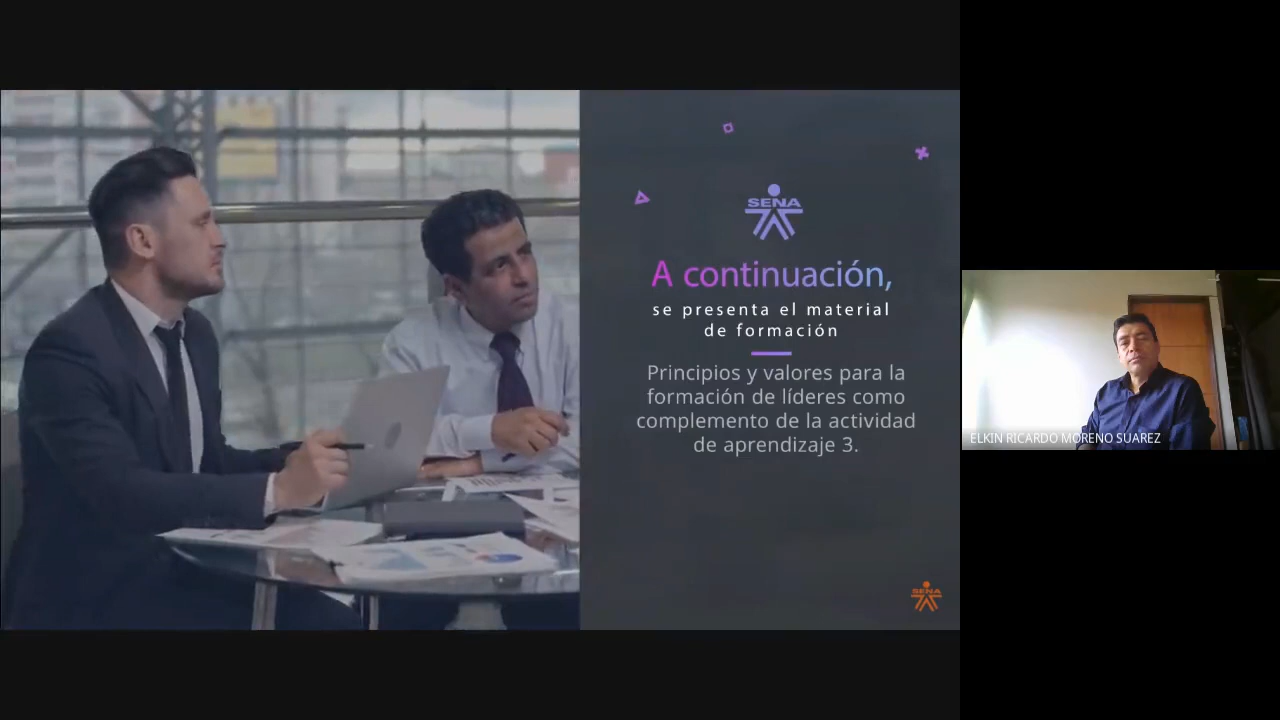 SENA
A continuación,
se presenta el material
de formación
Principios y valores para la
formación de líderes como
complemento de la actividad
de aprendizaje 3.
ELKIN RICARDO MORENO SUAREZ
SENA